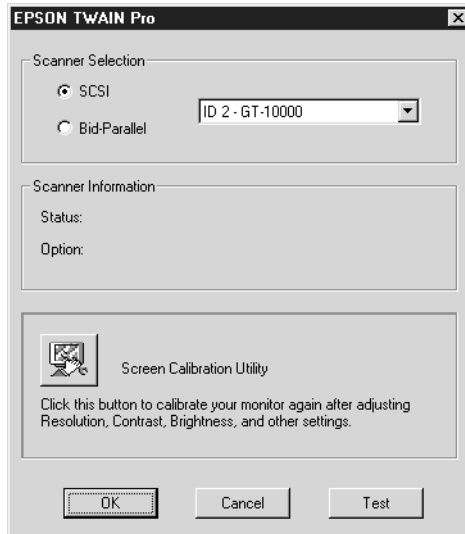 EPSON TWAIN Pro
Scanner Selection
SCSI
ID 2 - GT-10000
Bid-Parallel
Scanner Information
Status:
Option:
Screen Calibration Utility
Click this button to calibrate your monitor again after adjusting
Resolution, Contrast, Brightness, and other settings.
OK Cancel Test